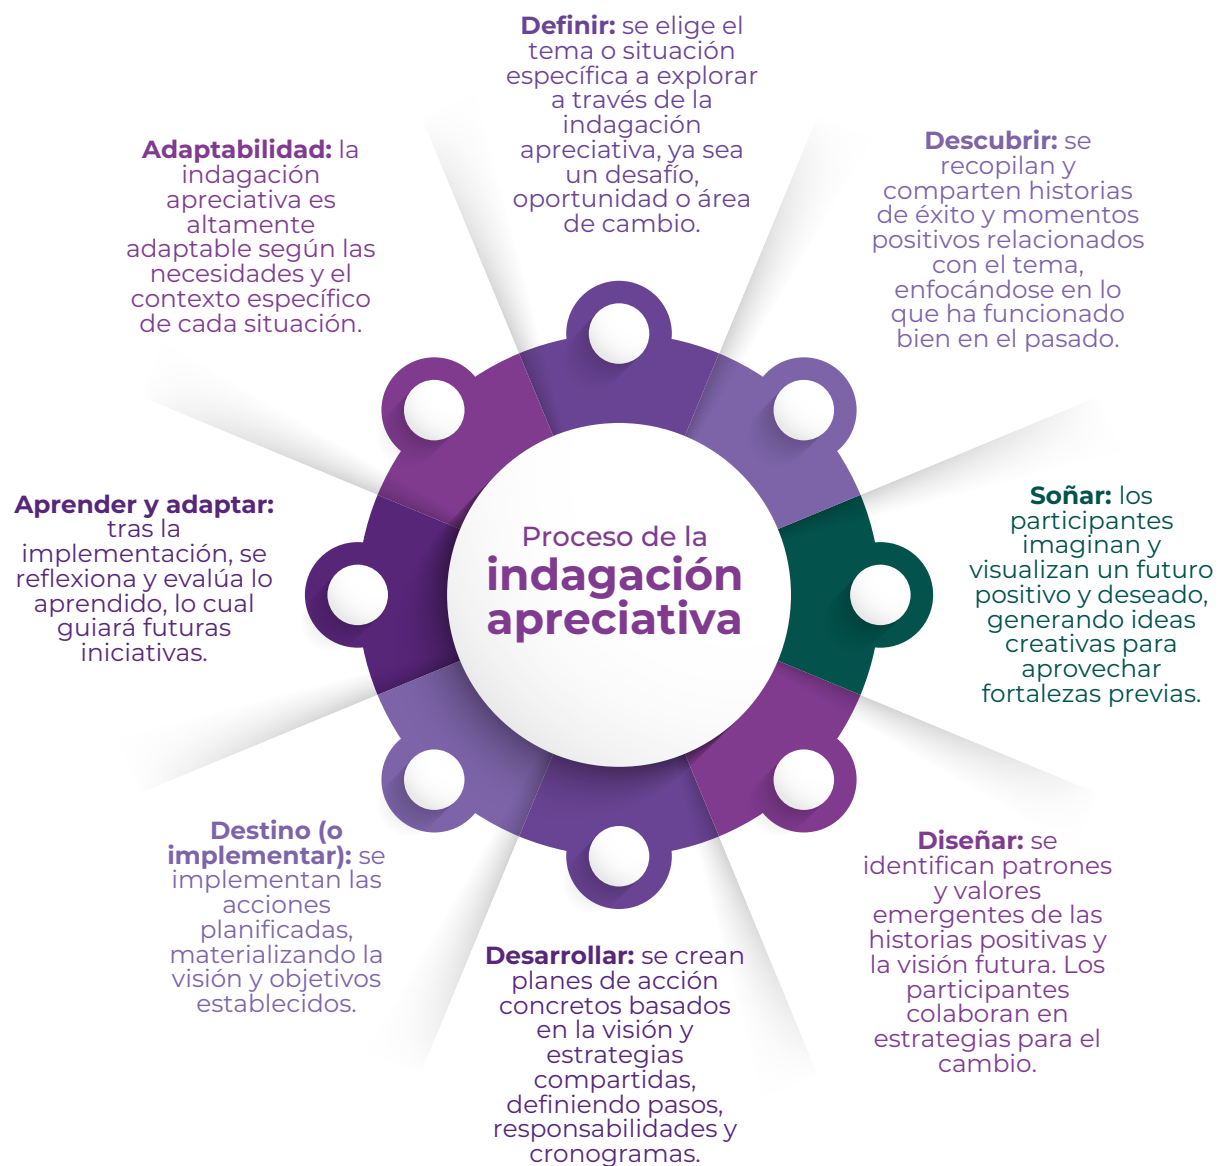 Definir: se elige el
tema o situación
específica a explorar
a través de la
indagación
apreciativa, ya sea
un desafío,
oportunidad o área
de cambio.
Descubrir: se
recopilan y
comparten historias
de éxito y momentos
positivos relacionados
con el tema,
enfocándose en lo
que ha funcionado
bien en el pasado.
Soñar: los
participantes
imaginan y
visualizan un futuro
positivo y deseado,
generando ideas
creativas para
aprovechar
fortalezas previas.
Diseñar: se
identifican patrones
y valores
emergentes de las
historias positivas y
la visión futura. Los
participantes
colaboran en
estrategias para el
cambio.
Desarrollar: se crean
planes de acción
concretos basados
en la visión y
estrategias
compartidas,
definiendo pasos,
responsabilidades y
cronogramas.
Destino (o
implementar): se
implementan las
acciones
planificadas,
materializando la
visión y objetivos
establecidos.
Aprender y adaptar:
tras la
implementación, se
reflexiona y evalúa lo
aprendido, lo cual
guiará futuras
iniciativas.
Adaptabilidad: la
indagación
apreciativa es
altamente
adaptable según las
necesidades y el
contexto específico
de cada situación.
Proceso de la
indagación
apreciativa